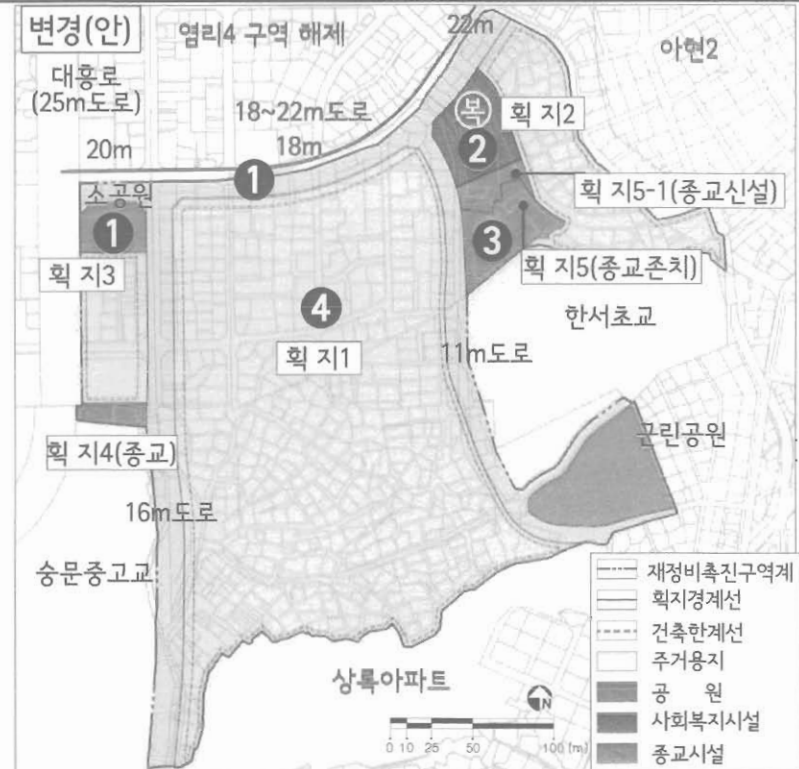 변경(안)
염리4 구역 해제
22m
아현2
대흥로
(25m도로)
18~22m도로
18m
20m
복
획 지2
2
1
소공원
1
획 지5-1(종교신설)
3
획 지3
획 지5(종교존치)
4
한서초교
획 지1
11m도로
근린공원
획 지4(종교)
16m도로
숭문중고교
상록아파트
N
0 10 25 50 100 (m)
재정비촉진구역계
획지경계선
건축한계선
주거용지
공 원
사회복지시설
종교시설